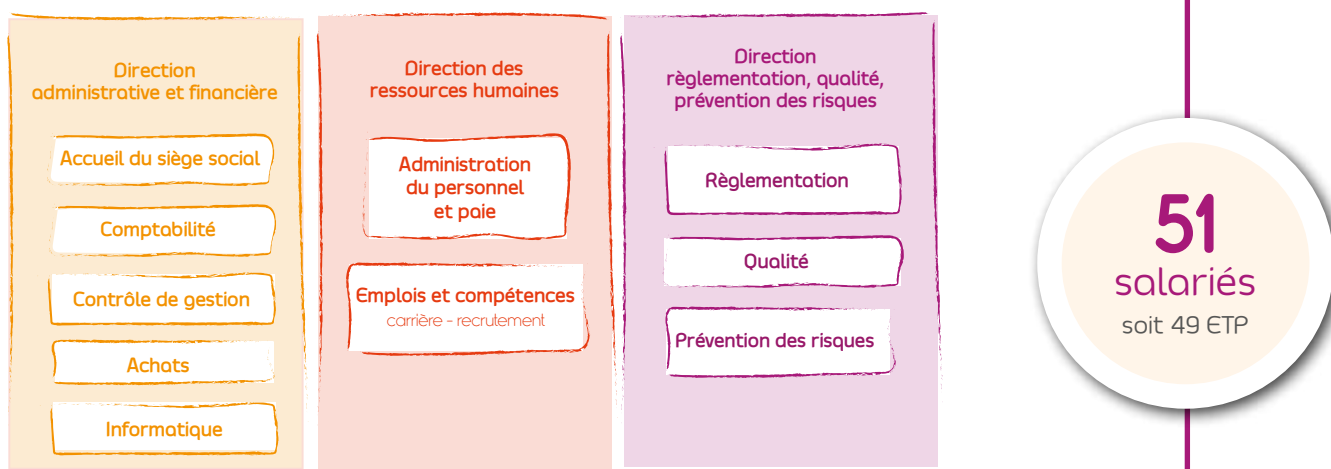 Direction
administrative et financière
Accueil du siège social
Comptabilité
Contrôle de gestion
Achats
Informatique
Direction des
ressources humaines
Administration
du personnel
et paie
Emplois et compétences
carrière - recrutement
Direction
règlementation, qualité,
prévention des risques
Règlementation
Qualité
Prévention des risques
51
salariés
soit 49 ETP